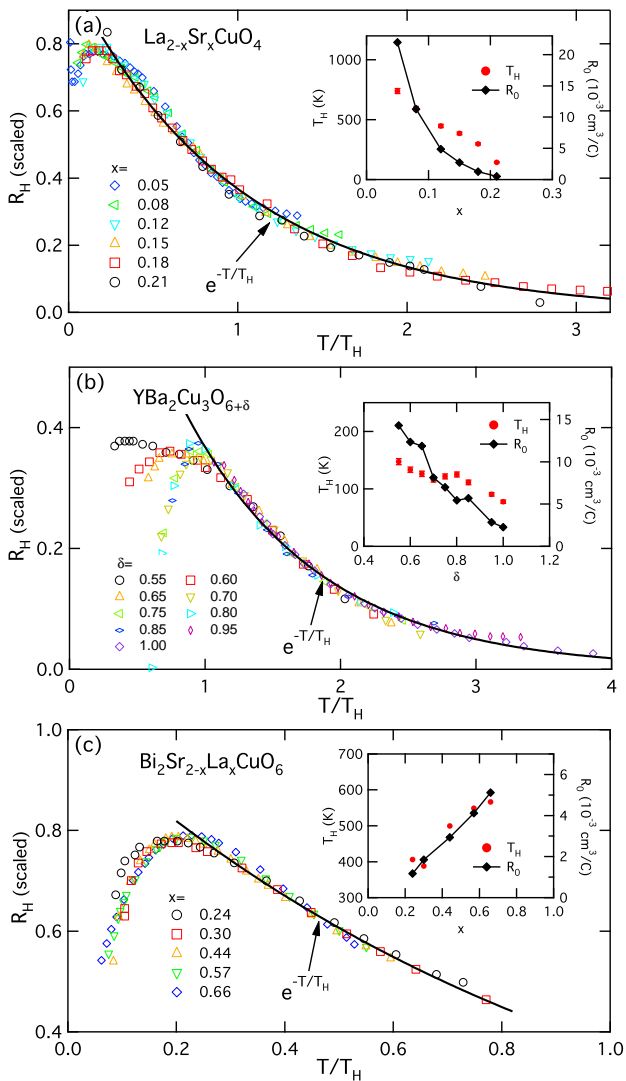 (a)
La2-xSrxCuO4
RH (scaled)
0.8
0.6
0.4
0.2
0.0
x=
0.05
0.08
0.12
0.15
0.18
0.21
e-T/TH
0 1 2 3
T/TH
TH (K)
1000
500
0
TH
R0
20
15
10
5
0
R0 (10-3 cm3/C)
0.0 0.1 0.2 0.3
x
(b)
YBa2Cu3O6+δ
RH (scaled)
0.4
0.2
0.0
δ=
0.55 0.60
0.65 0.70
0.75 0.80
0.85 0.95
1.00
e-T/TH
0 1 2 3 4
T/TH
TH (K)
200
100
0
TH
R0
15
10
5
0
R0 (10-3 cm3/C)
0.4 0.6 0.8 1.0 1.2
δ
(c)
Bi2Sr2-xLaxCuO6
RH (scaled)
1.0
0.8
0.6
0.4
x=
0.24
0.30
0.44
0.57
0.66
e-T/TH
0.0 0.2 0.4 0.6 0.8 1.0
T/TH
TH (K)
700
600
500
400
300
TH
R0
6
4
2
0
R0 (10-3 cm3/C)
0.0 0.2 0.4 0.6 0.8 1.0
x